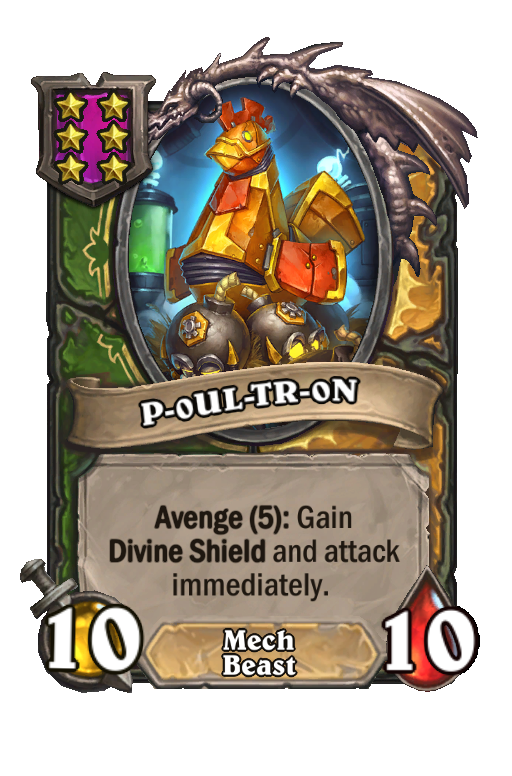 P-0UL-TR-0N
Avenge (5): Gain
Divine Shield and attack
immediately.
10
Mech
Beast
10